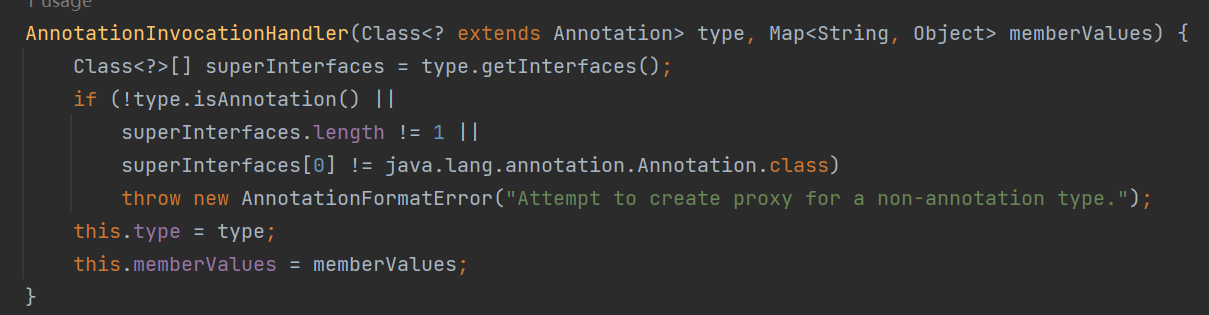 1 usage
AnnotationInvocationHandler(Class<? extends Annotation> type, Map<String, Object> memberValues) {
    Class<?>[] superInterfaces = type.getInterfaces();
    if (!type.isAnnotation() ||
        superInterfaces.length != 1 ||
        superInterfaces[0] != java.lang.annotation.Annotation.class)
        throw new AnnotationFormatError("Attempt to create proxy for a non-annotation type.");
    this.type = type;
    this.memberValues = memberValues;
}